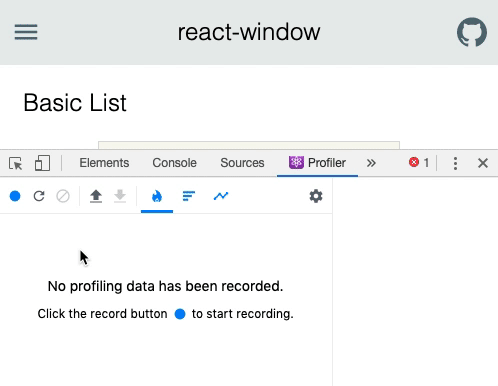 react-window
Basic List
Elements Console Sources Profiler » 1
No profiling data has been recorded.
Click the record button to start recording.